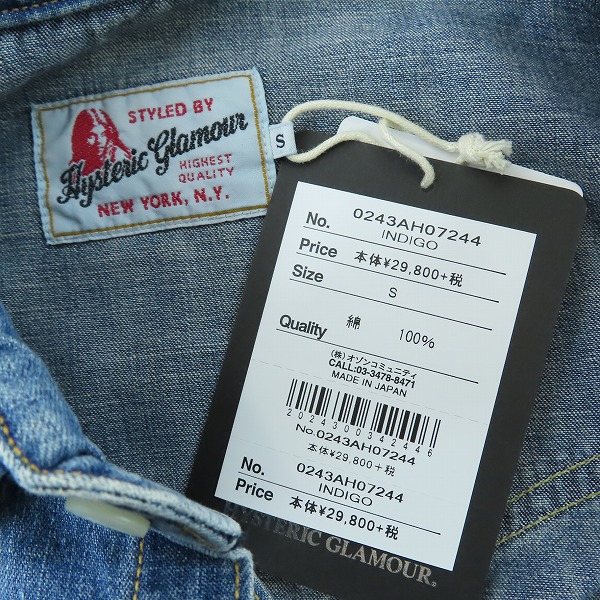 STYLED BY
Hysteric Glamour
HIGHEST
QUALITY
NEW YORK, N.Y.
S
No. 0243AH07244
INDIGO
Price 本体¥29,800+税
Size S
Quality 綿 100%
(株)オゾンコミュニティ
CALL:03-3478-8471
MADE IN JAPAN
2024300342446
No.0243AH07244
本体¥29,800+税
No. 0243AH07244
INDIGO
Price 本体¥29,800+税
HYSTERIC GLAMOUR®